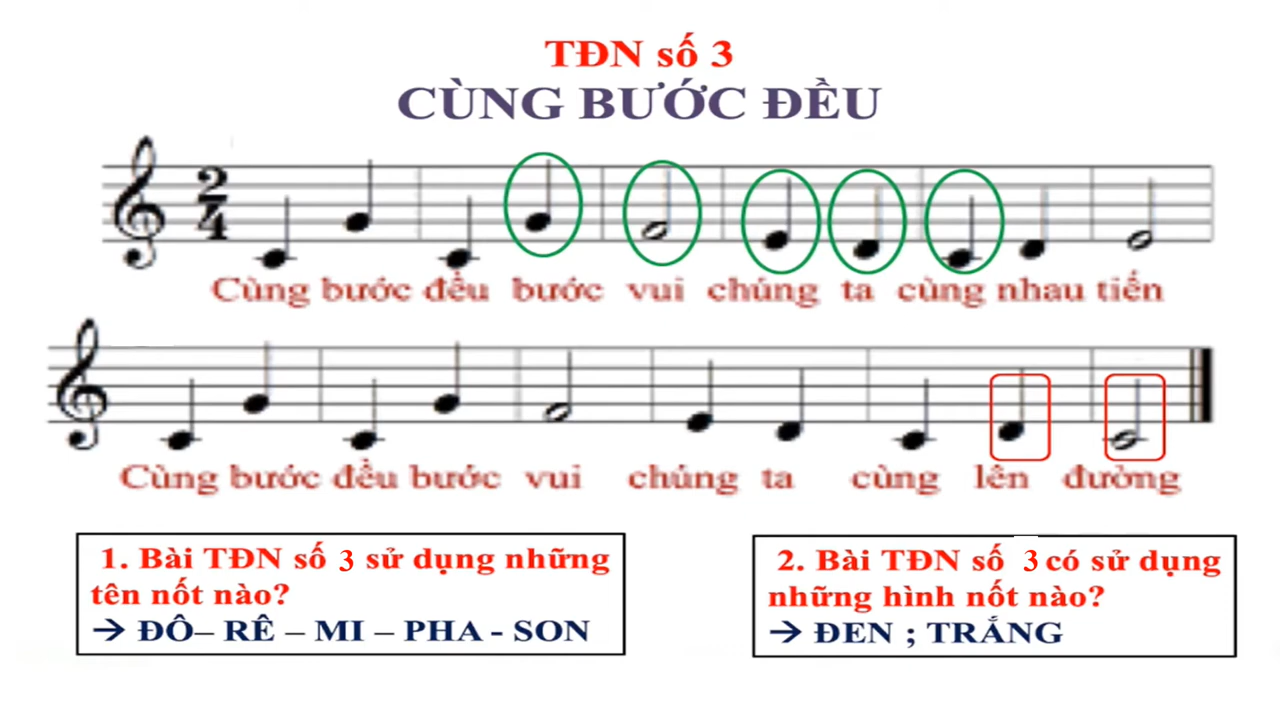 TĐN số 3
CÙNG BƯỚC ĐỀU
2
4
Cùng bước đều bước vui chúng ta cùng nhau tiến
Cùng bước đều bước vui chúng ta cùng lên đường
1. Bài TĐN số 3 sử dụng những
tên nốt nào?
→ ĐÔ– RÊ – MI – PHA - SON
2. Bài TĐN số 3 có sử dụng
những hình nốt nào?
→ ĐEN ; TRẮNG